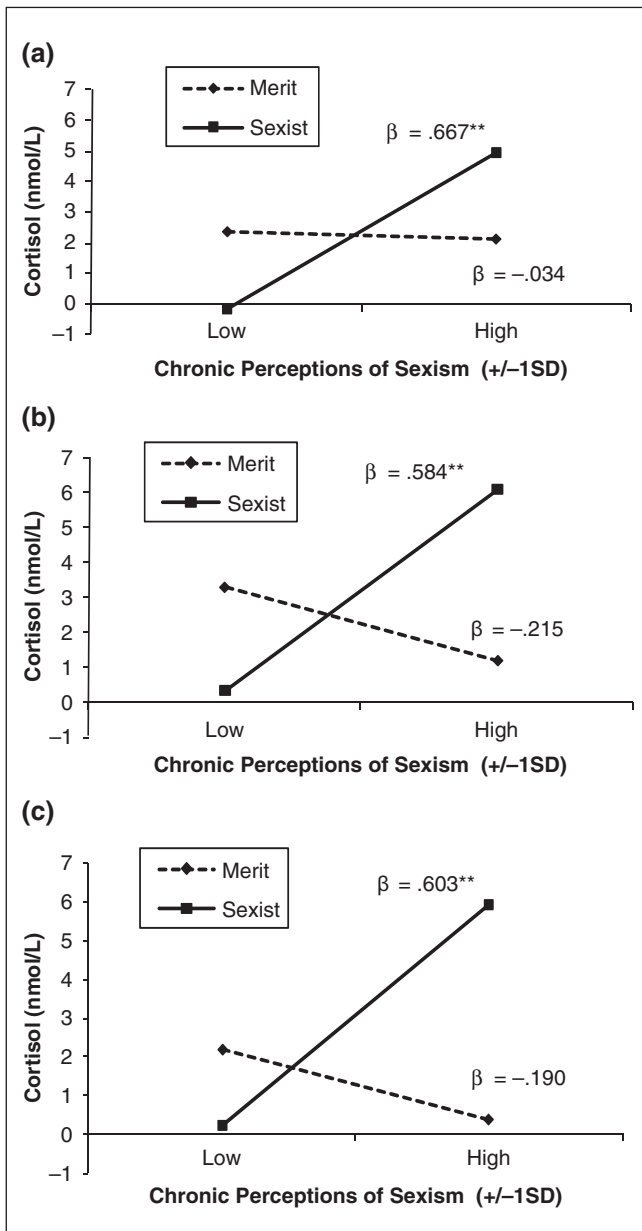 (a)
7
6
5
4
3
2
1
0
–1
Cortisol (nmol/L)
Merit
Sexist
β = .667**
β = –.034
Low High
Chronic Perceptions of Sexism (+/–1SD)
(b)
7
6
5
4
3
2
1
0
–1
Cortisol (nmol/L)
Merit
Sexist
β = .584**
β = –.215
Low High
Chronic Perceptions of Sexism (+/–1SD)
(c)
7
6
5
4
3
2
1
0
–1
Cortisol (nmol/L)
Merit
Sexist
β = .603**
β = –.190
Low High
Chronic Perceptions of Sexism (+/–1SD)